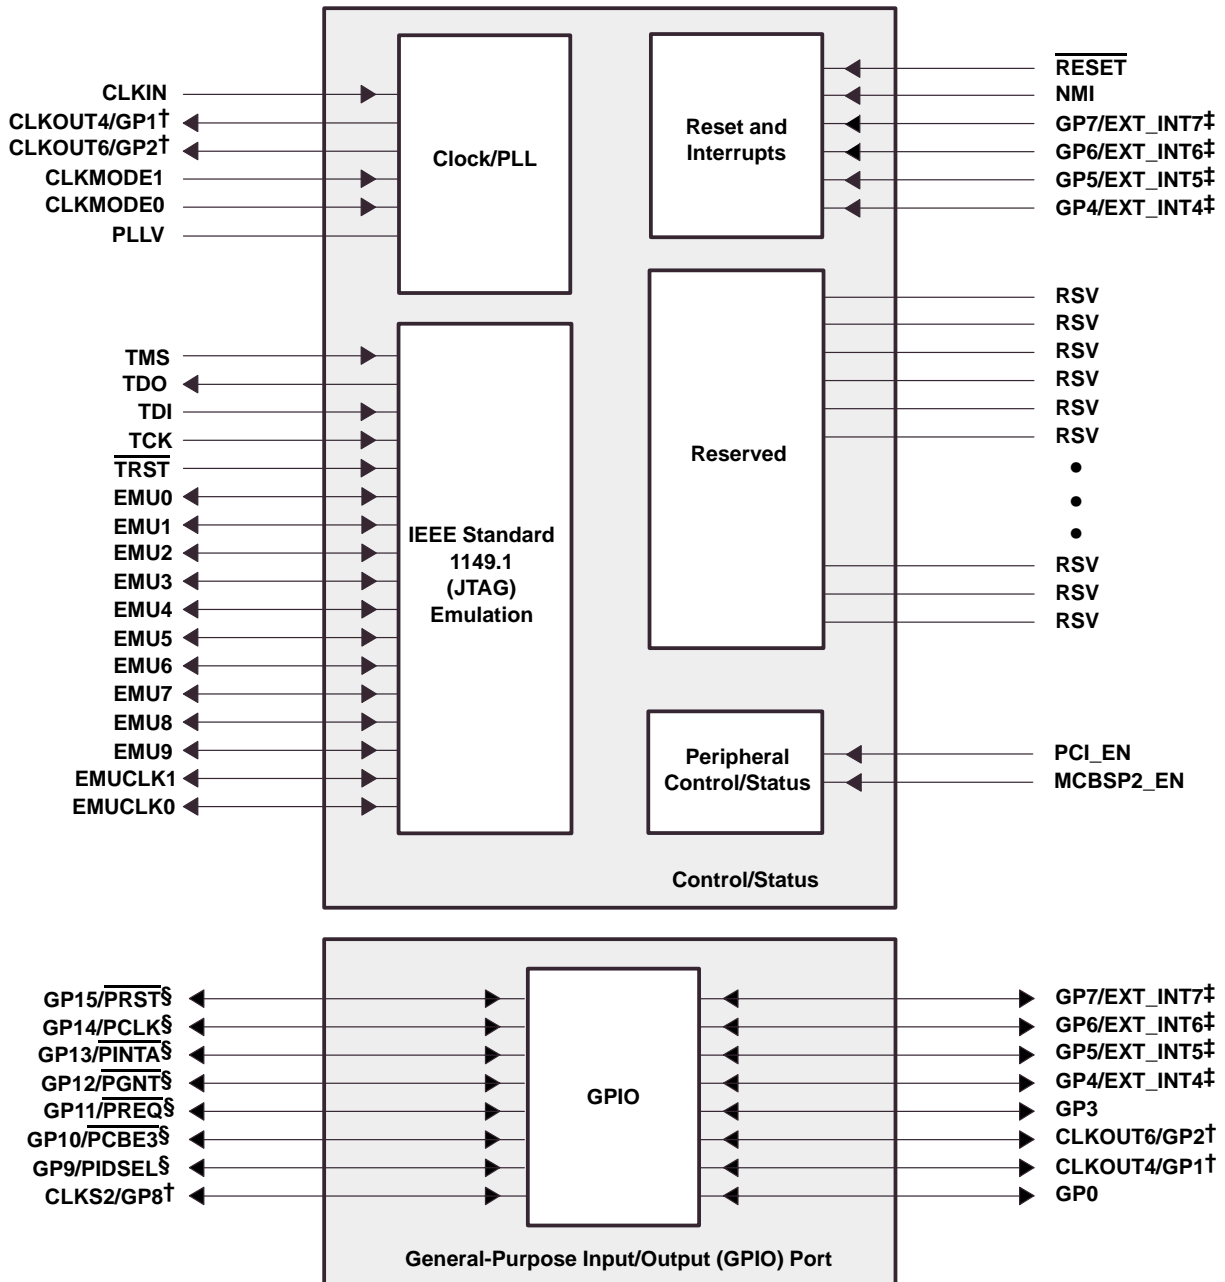 CLKIN
CLKOUT4/GP1†
CLKOUT6/GP2†
CLKMODE1
CLKMODE0
PLLV
Clock/PLL
Reset and
Interrupts
RESET
NMI
GP7/EXT_INT7‡
GP6/EXT_INT6‡
GP5/EXT_INT5‡
GP4/EXT_INT4‡
TMS
TDO
TDI
TCK
TRST
EMU0
EMU1
EMU2
EMU3
EMU4
EMU5
EMU6
EMU7
EMU8
EMU9
EMUCLK1
EMUCLK0
IEEE Standard
1149.1
(JTAG)
Emulation
Reserved
RSV
RSV
RSV
RSV
RSV
RSV
•
•
•
RSV
RSV
RSV
Peripheral
Control/Status
PCI_EN
MCBSP2_EN
Control/Status
GP15/PRST§
GP14/PCLK§
GP13/PINTA§
GP12/PGNT§
GP11/PREQ§
GP10/PCBE3§
GP9/PIDSEL§
CLKS2/GP8†
GPIO
GP7/EXT_INT7‡
GP6/EXT_INT6‡
GP5/EXT_INT5‡
GP4/EXT_INT4‡
GP3
CLKOUT6/GP2†
CLKOUT4/GP1†
GP0
General-Purpose Input/Output (GPIO) Port